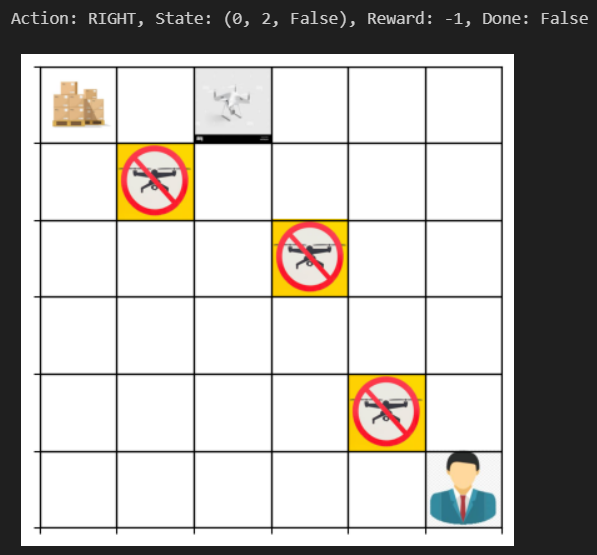 Action: RIGHT, State: (0, 2, False), Reward: -1, Done: False